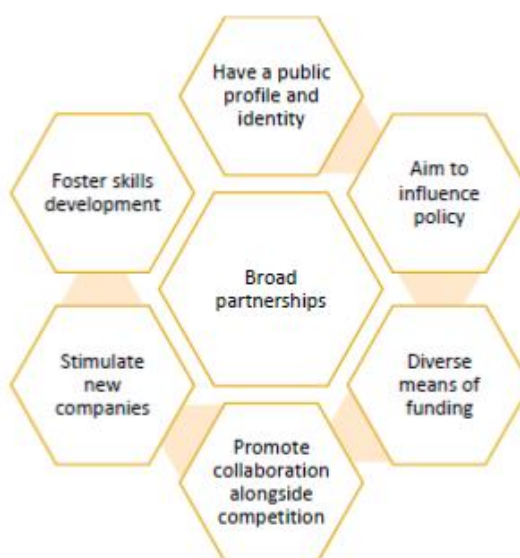 Have a public
profile and
identity
Aim to
influence
policy
Foster skills
development
Broad
partnerships
Stimulate
new
companies
Diverse
means of
funding
Promote
collaboration
alongside
competition